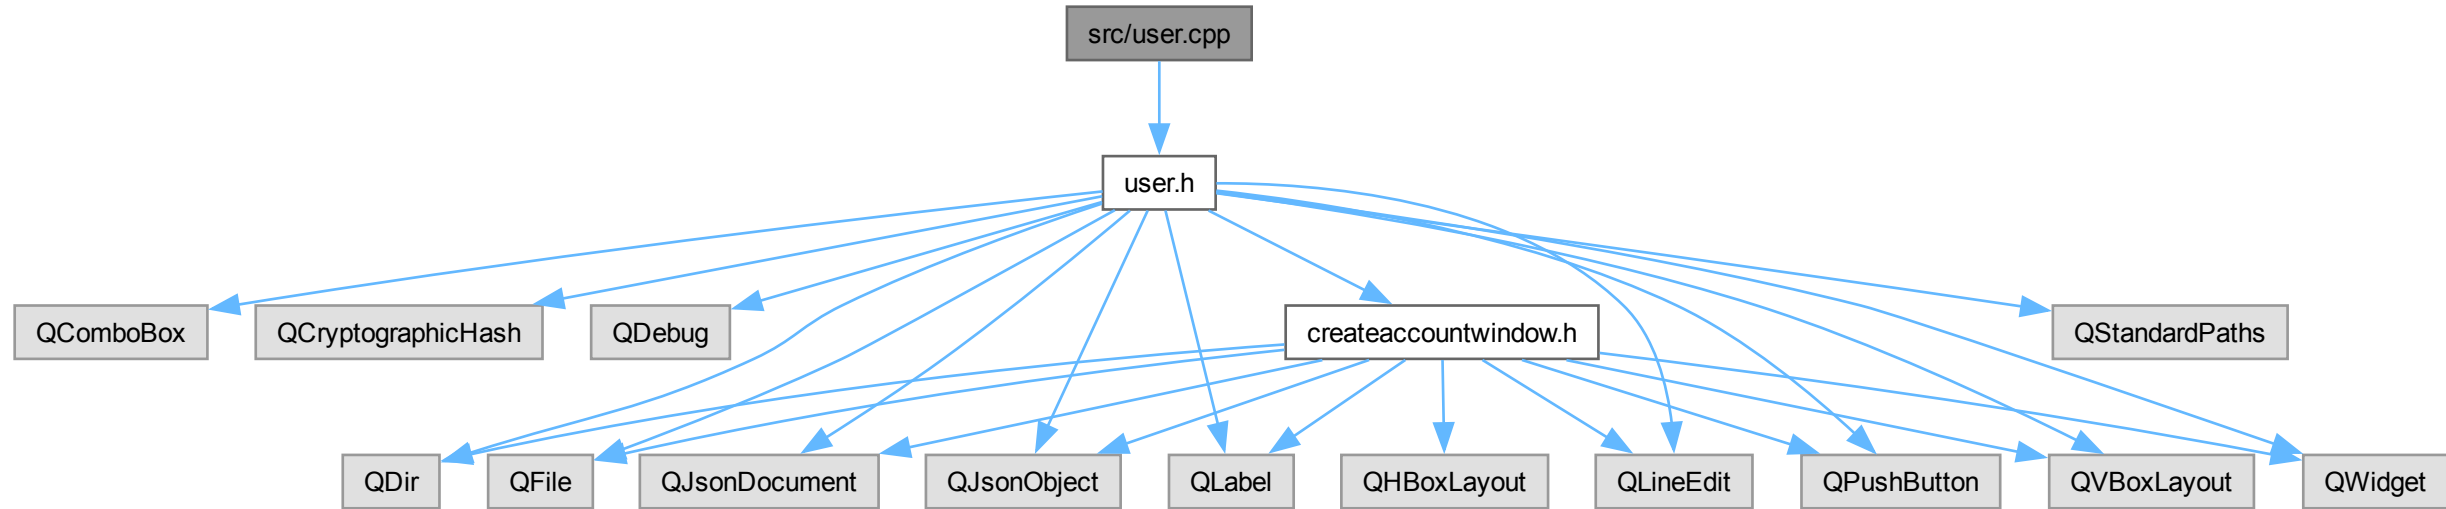 src/user.cpp
user.h
QComboBox
QCryptographicHash
QDebug
createaccountwindow.h
QStandardPaths
QDir
QFile
QJsonDocument
QJsonObject
QLabel
QHBoxLayout
QLineEdit
QPushButton
QVBoxLayout
QWidget